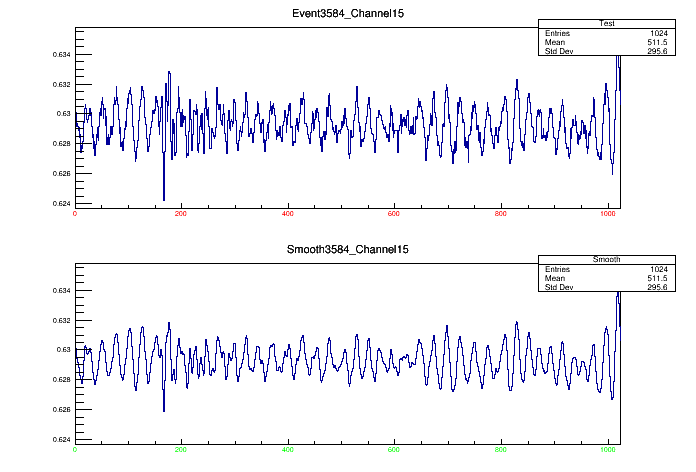 Event3584_Channel15
Test
Entries 1024
Mean 511.5
Std Dev 295.6
0.634
0.632
0.63
0.628
0.626
0.624
0 200 400 600 800 1000
Smooth3584_Channel15
Smooth
Entries 1024
Mean 511.5
Std Dev 295.6
0.634
0.632
0.63
0.628
0.626
0.624
0 200 400 600 800 1000